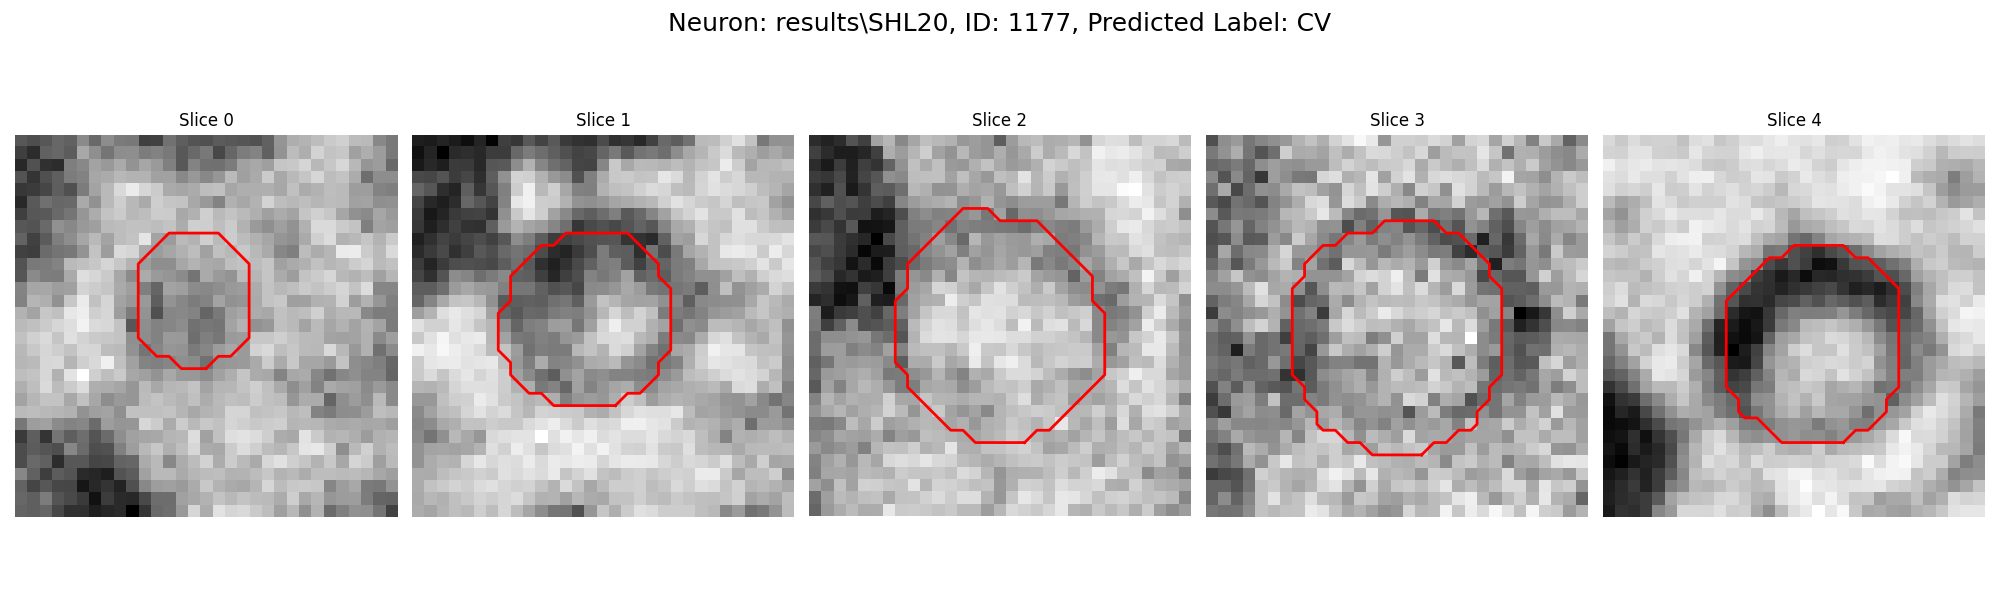 Neuron: results\SHL20, ID: 1177, Predicted Label: CV
Slice 0
Slice 1
Slice 2
Slice 3
Slice 4